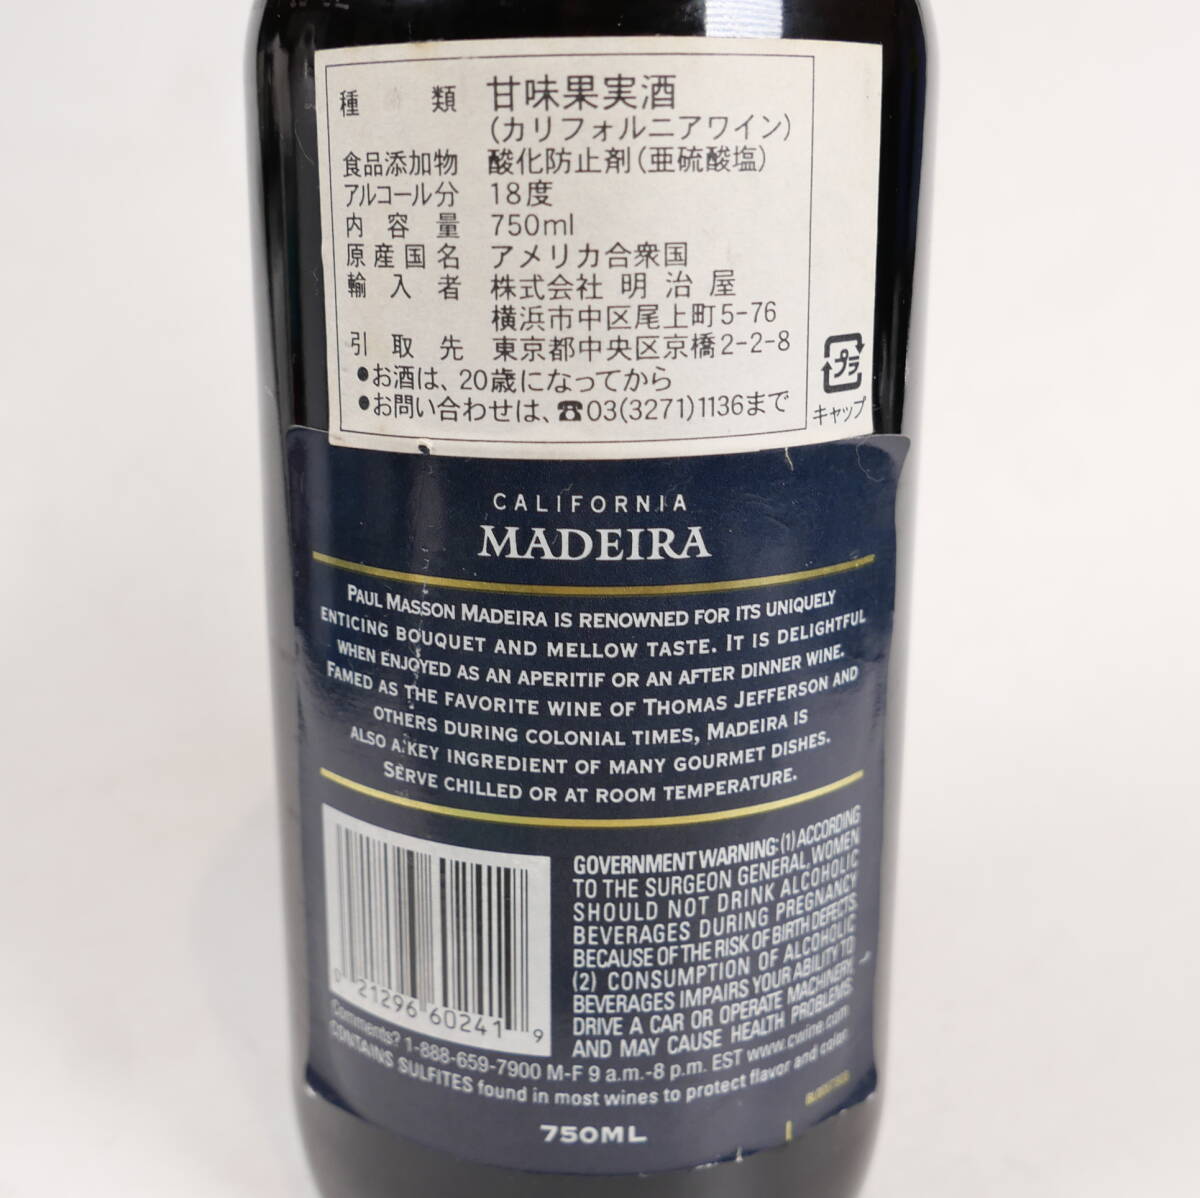 種類 甘味果実酒
(カリフォルニアワイン)
食品添加物 酸化防止剤(亜硫酸塩)
アルコール分 18度
内容量 750ml
原産国名 アメリカ合衆国
輸入者 株式会社 明治屋
横浜市中区尾上町5-76
引取先 東京都中央区京橋2-2-8
●お酒は、20歳になってから
●お問い合わせは、☎03(3271)1136まで
プラ
キャップ
CALIFORNIA
MADEIRA
PAUL MASSON MADEIRA IS RENOWNED FOR ITS UNIQUELY
ENTICING BOUQUET AND MELLOW TASTE. IT IS DELIGHTFUL
WHEN ENJOYED AS AN APERITIF OR AN AFTER DINNER WINE.
FAMED AS THE FAVORITE WINE OF THOMAS JEFFERSON AND
OTHERS DURING COLONIAL TIMES, MADEIRA IS
ALSO A KEY INGREDIENT OF MANY GOURMET DISHES.
SERVE CHILLED OR AT ROOM TEMPERATURE.
GOVERNMENT WARNING: (1) ACCORDING
TO THE SURGEON GENERAL, WOMEN
SHOULD NOT DRINK ALCOHOLIC
BEVERAGES DURING PREGNANCY
BECAUSE OF THE RISK OF BIRTH DEFECTS.
(2) CONSUMPTION OF ALCOHOLIC
BEVERAGES IMPAIRS YOUR ABILITY TO
DRIVE A CAR OR OPERATE MACHINERY,
AND MAY CAUSE HEALTH PROBLEMS.
0 21296 60241 9
Comments? 1-888-659-7900 M-F 9 a.m.-8 p.m. EST www.cwine.com
CONTAINS SULFITES found in most wines to protect flavor and color.
750ML